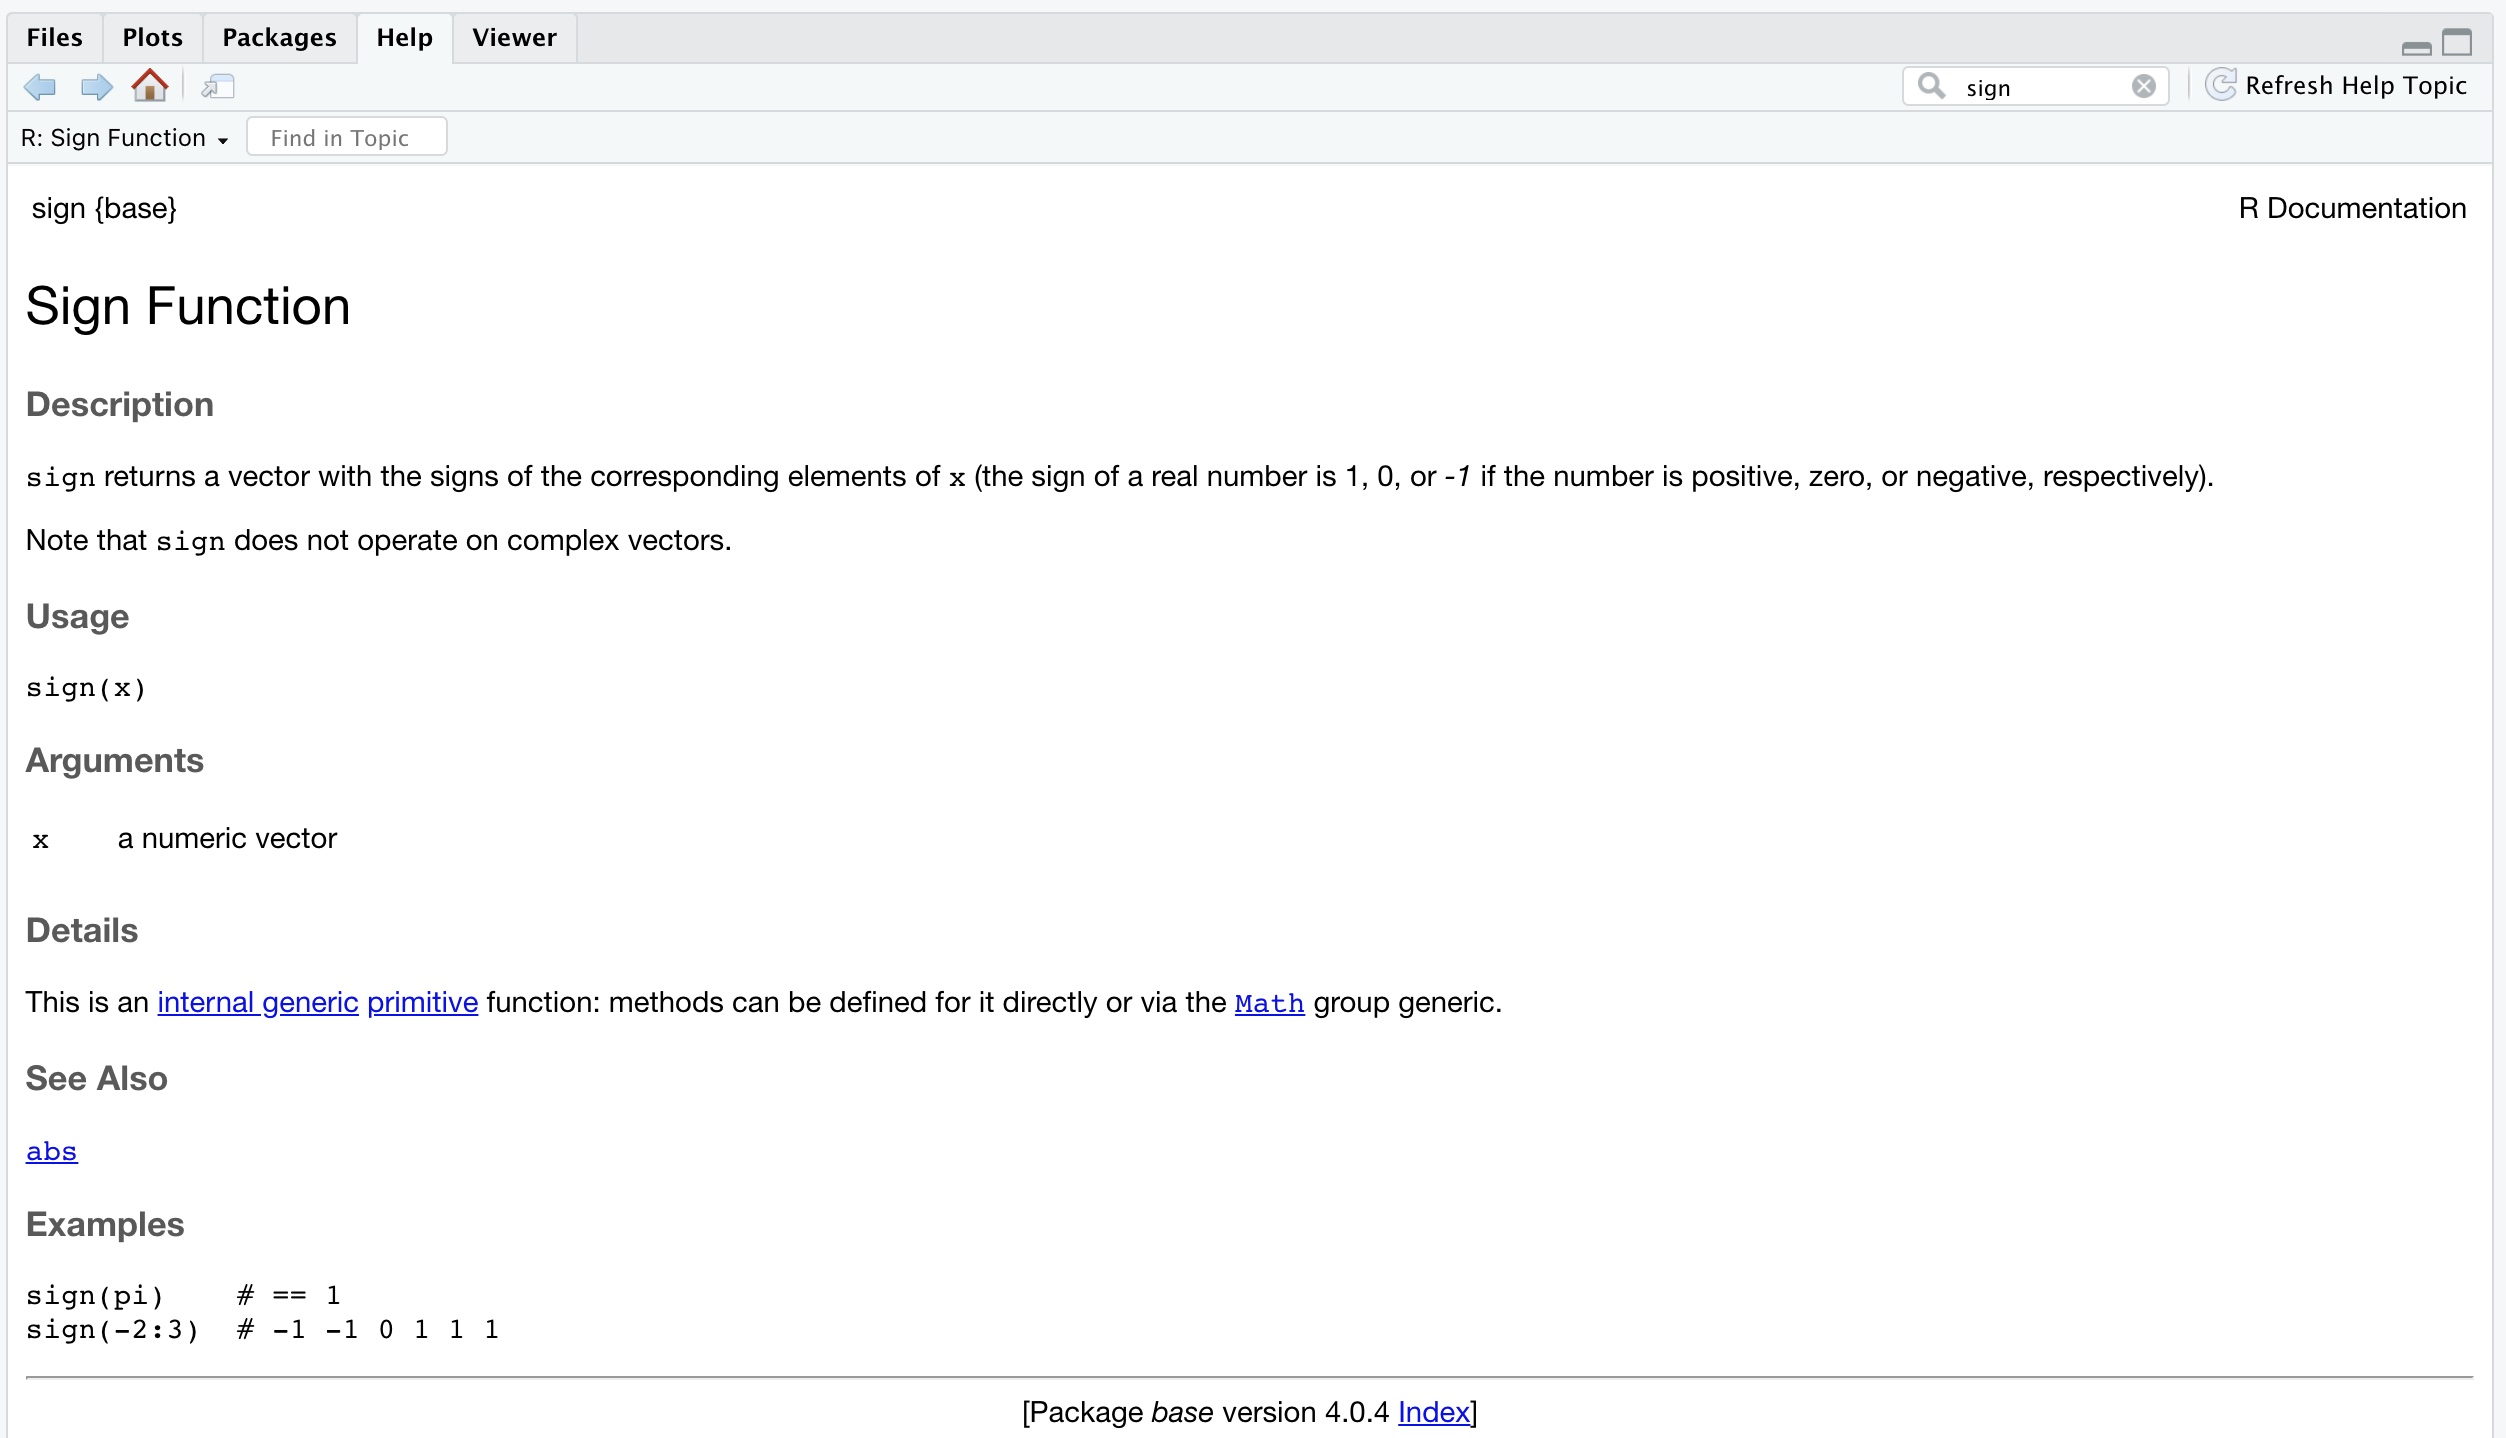 Files Plots Packages Help Viewer
sign Refresh Help Topic
R: Sign Function Find in Topic
sign {base} R Documentation
Sign Function
Description
sign returns a vector with the signs of the corresponding elements of x (the sign of a real number is 1, 0, or -1 if the number is positive, zero, or negative, respectively).
Note that sign does not operate on complex vectors.
Usage
sign(x)
Arguments
x a numeric vector
Details
This is an internal generic primitive function: methods can be defined for it directly or via the Math group generic.
See Also
abs
Examples
sign(pi)    # == 1
sign(-2:3)  # -1 -1 0 1 1 1
[Package base version 4.0.4 Index]